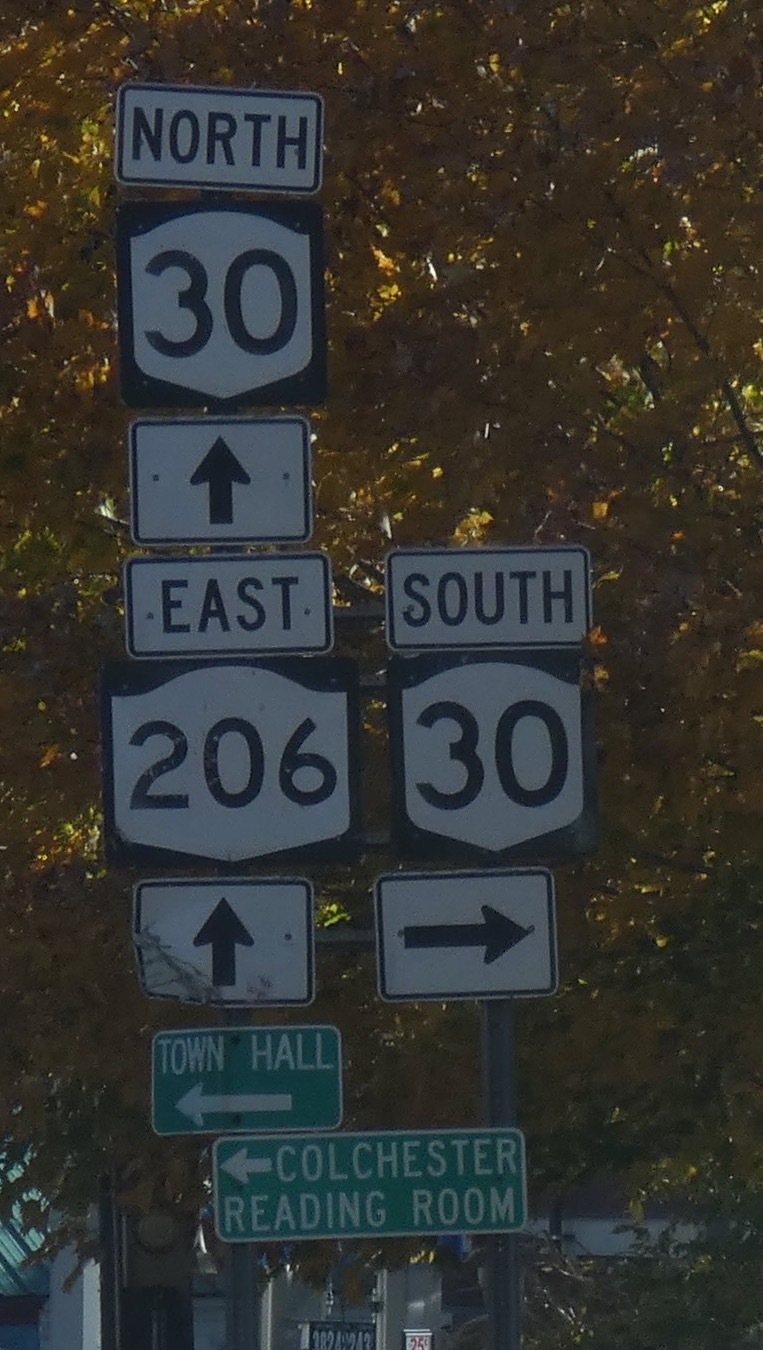 NORTH
30
EAST
206
SOUTH
30
TOWN HALL
COLCHESTER
READING ROOM